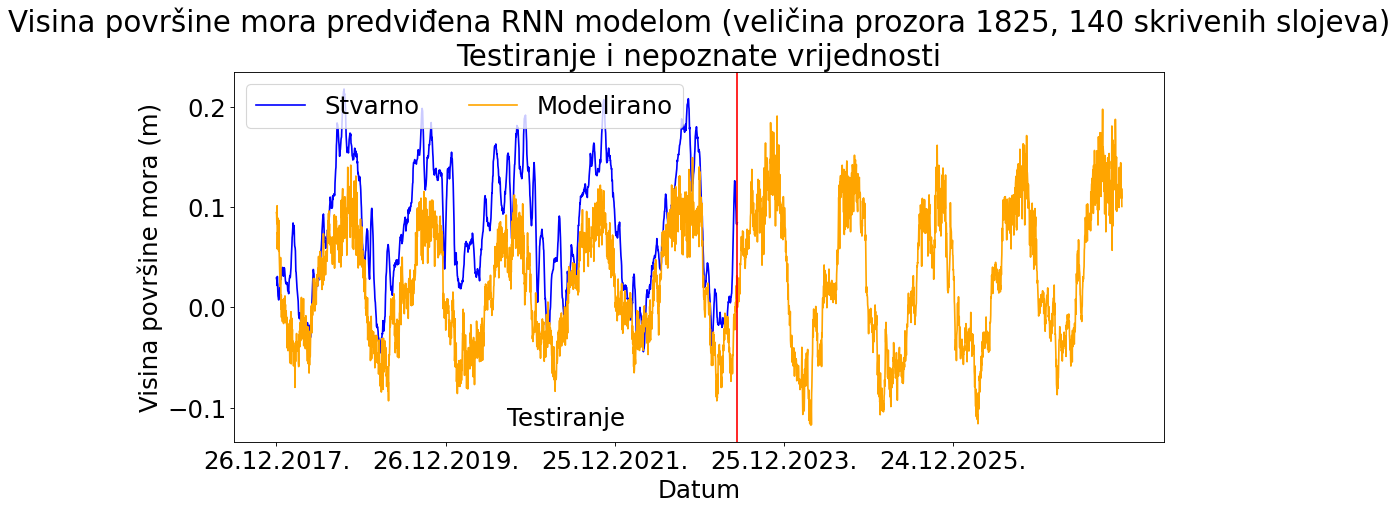 Visina površine mora predviđena RNN modelom (veličina prozora 1825, 140 skrivenih slojeva)
Testiranje i nepoznate vrijednosti
Stvarno
Modelirano
Visina površine mora (m)
0.2
0.1
0.0
−0.1
Testiranje
26.12.2017.
26.12.2019.
25.12.2021.
25.12.2023.
24.12.2025.
Datum